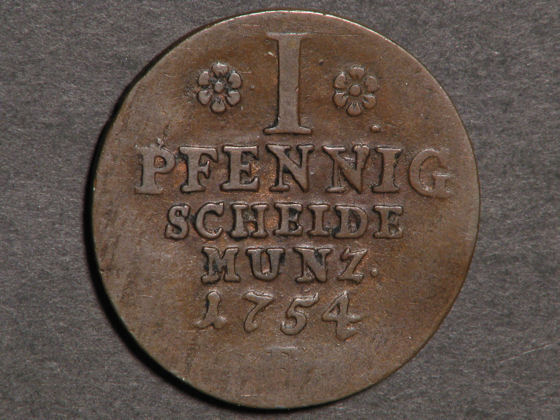 I
PFENNIG
SCHEIDE
MUNZ.
1754